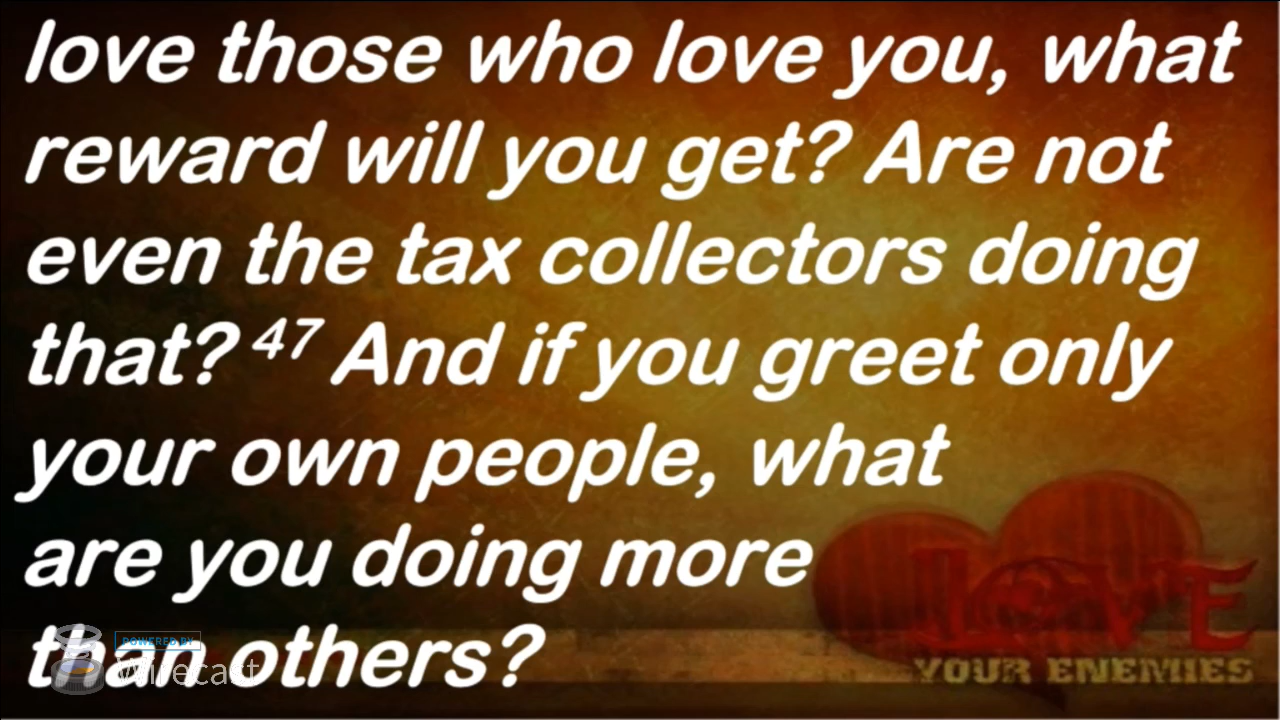 love those who love you, what
reward will you get? Are not
even the tax collectors doing
that? 47 And if you greet only
your own people, what
are you doing more
than others?
POWERED BY
Wirecast
LOVE
YOUR ENEMIES